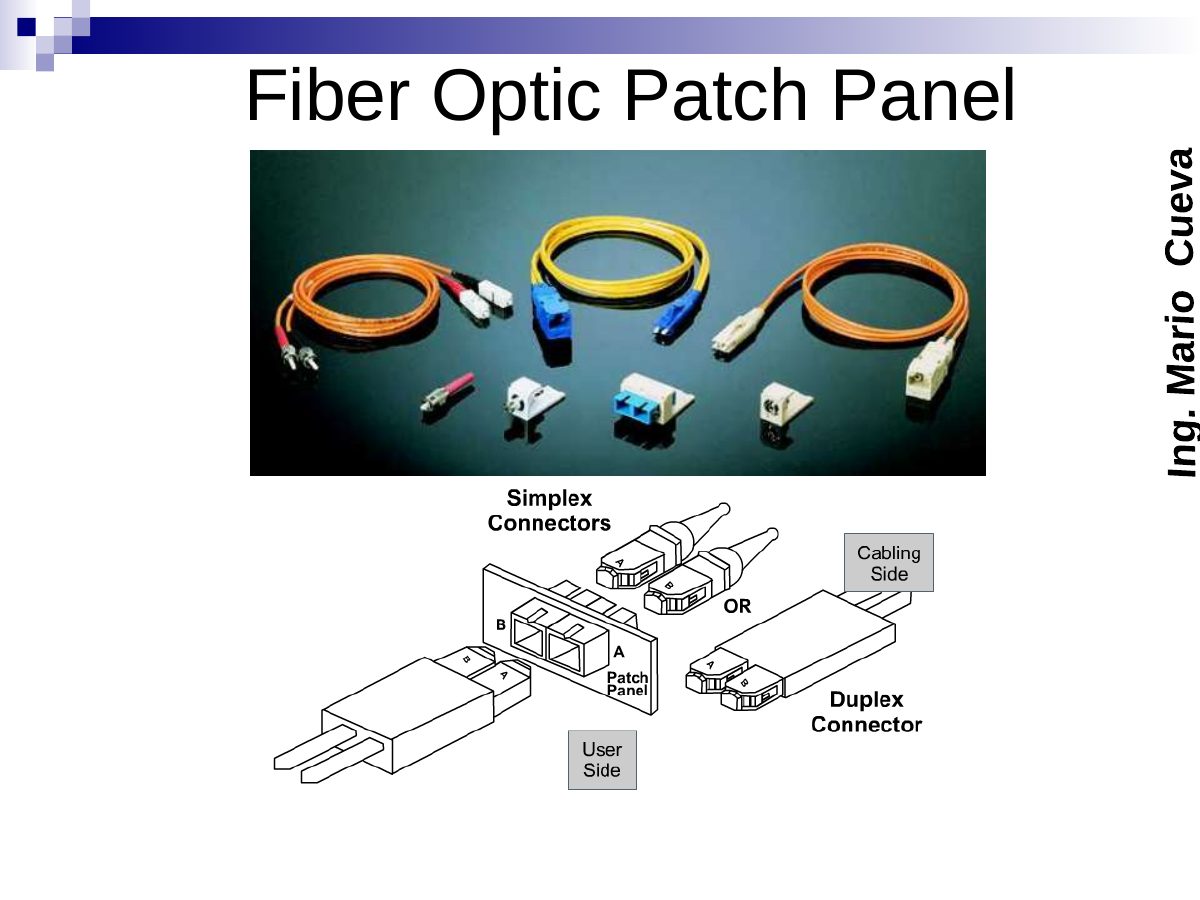 Fiber Optic Patch Panel
Ing. Mario Cueva
Simplex
Connectors
A
B
Cabling
Side
OR
B
A
Patch
Panel
A
B
B
A
Duplex
Connector
User
Side